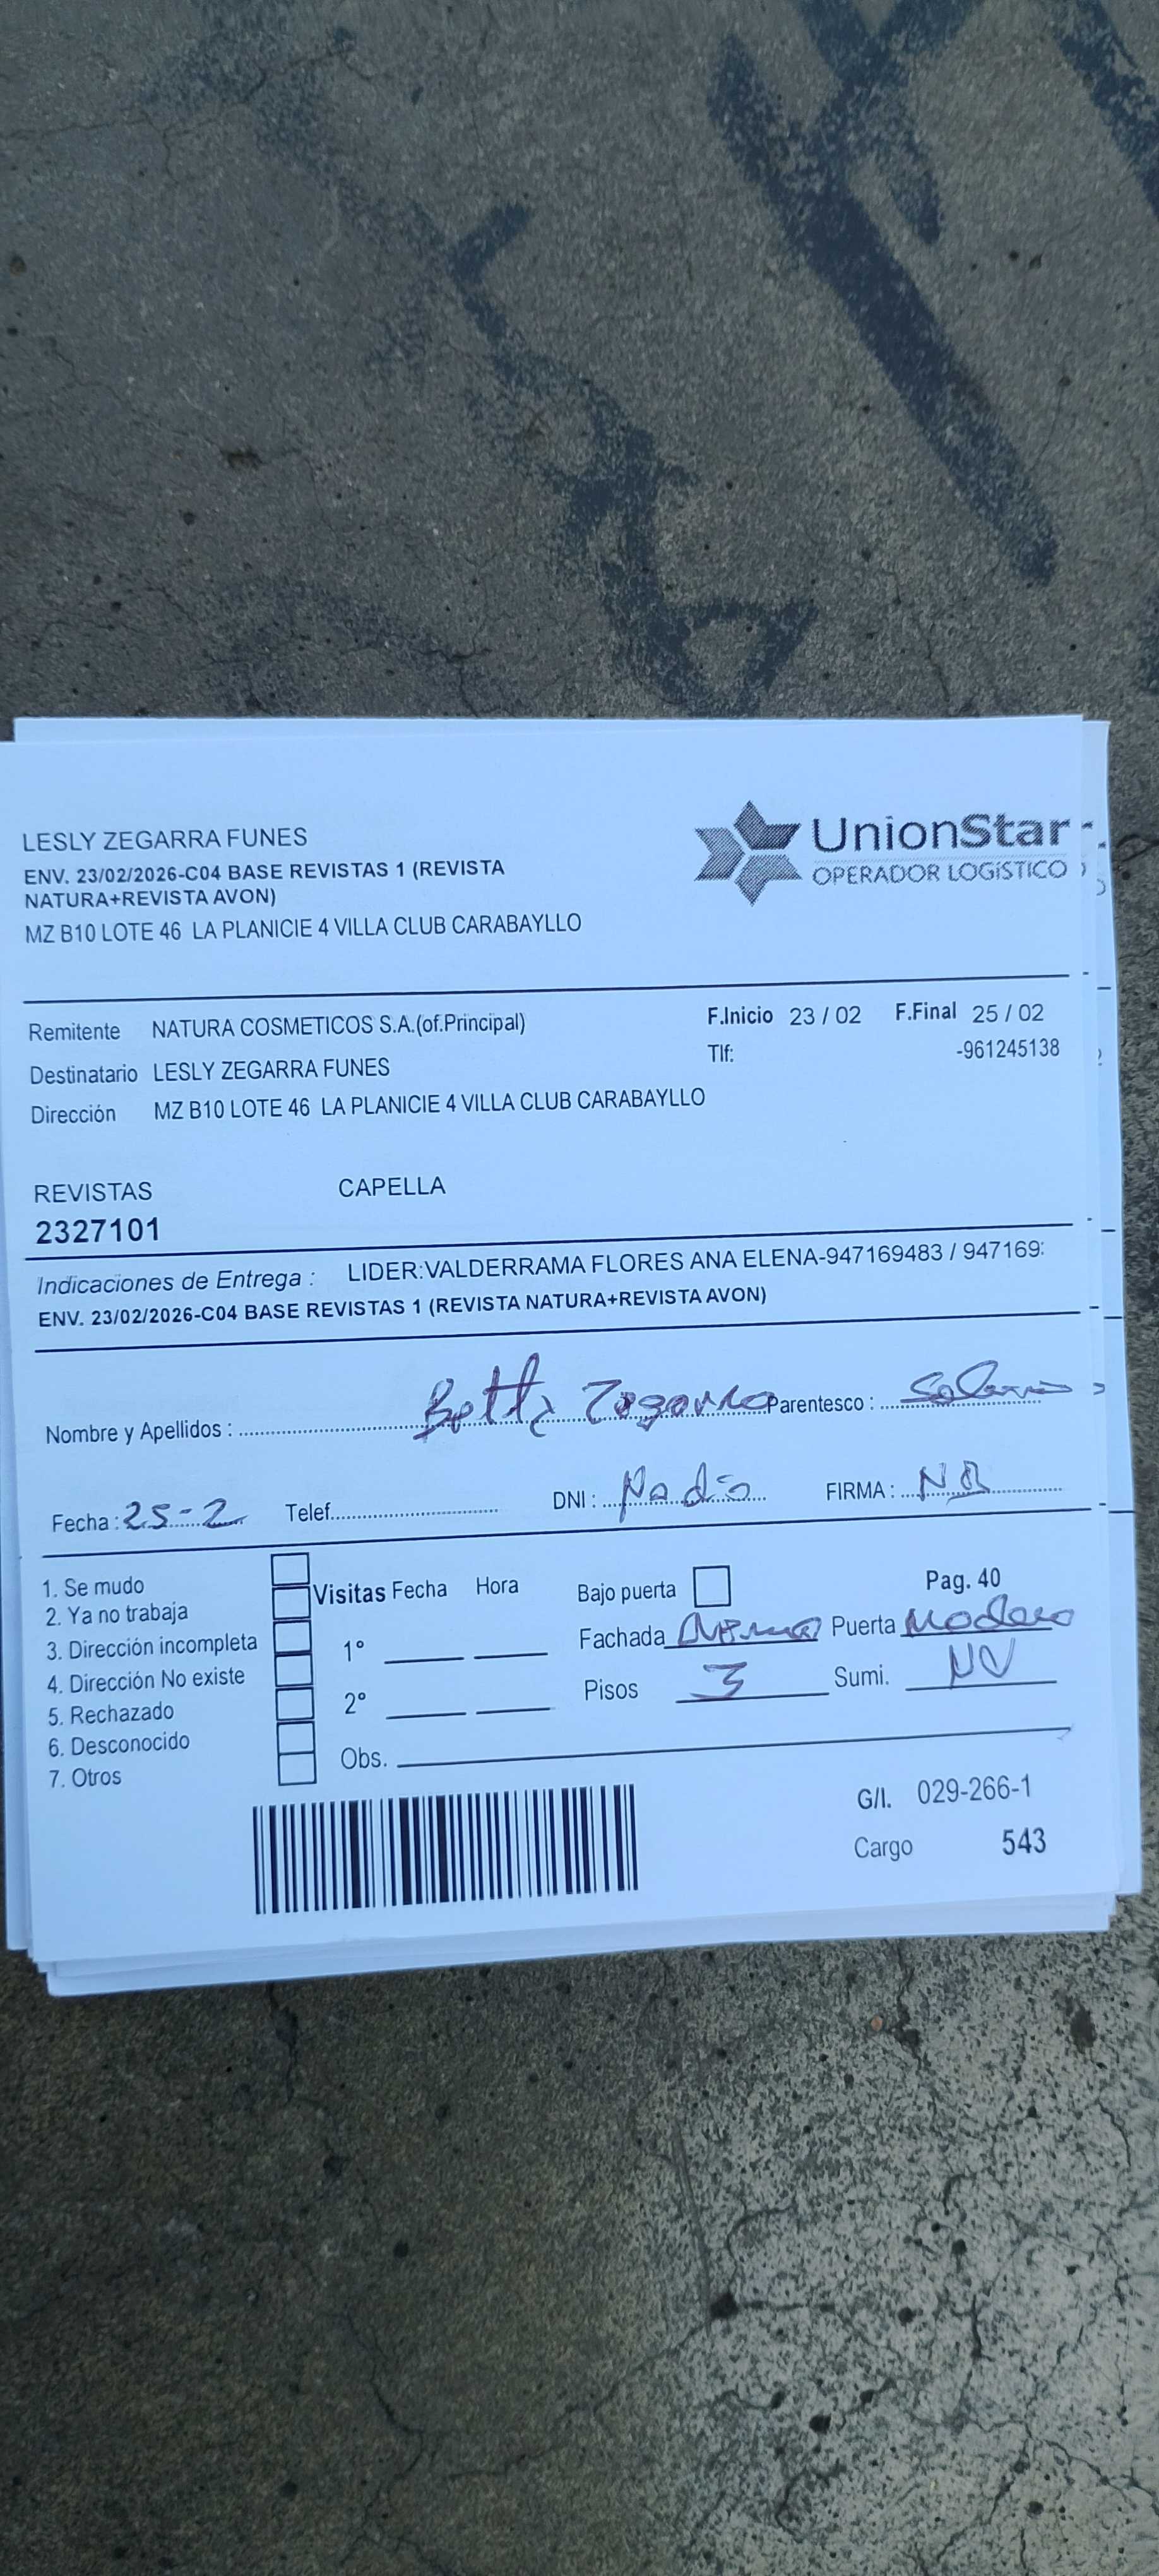 LESLY ZEGARRA FUNES
ENV. 23/02/2026-C04 BASE REVISTAS 1 (REVISTA
NATURA+REVISTA AVON)
MZ B10 LOTE 46 LA PLANICIE 4 VILLA CLUB CARABAYLLO
UnionStar
OPERADOR LOGÍSTICO
Remitente NATURA COSMETICOS S.A.(of.Principal)
F.Inicio 23 / 02 F.Final 25 / 02
Destinatario LESLY ZEGARRA FUNES
Tlf: -961245138
Dirección MZ B10 LOTE 46 LA PLANICIE 4 VILLA CLUB CARABAYLLO
REVISTAS CAPELLA
2327101
Indicaciones de Entrega : LIDER:VALDERRAMA FLORES ANA ELENA-947169483 / 947169
ENV. 23/02/2026-C04 BASE REVISTAS 1 (REVISTA NATURA+REVISTA AVON)
Nombre y Apellidos : Zegarra Parentesco :
Fecha : 25-2 Telef. DNI : FIRMA :
1. Se mudo
2. Ya no trabaja
3. Dirección incompleta
4. Dirección No existe
5. Rechazado
6. Desconocido
7. Otros
Visitas Fecha Hora
1°
2°
Obs.
Bajo puerta
Pag. 40
Fachada Puerta
Pisos 3 Sumi.
G/I. 029-266-1
Cargo 543